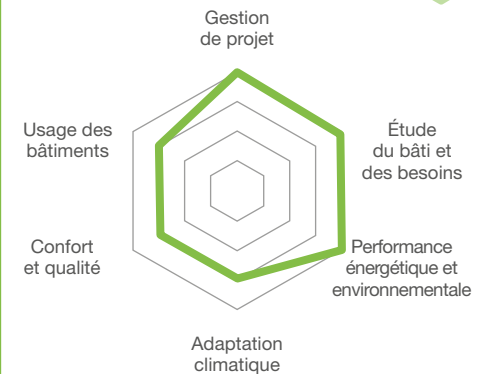 Gestion
de projet
Étude
du bâti et
des besoins
Performance
énergétique et
environnementale
Adaptation
climatique
Confort
et qualité
Usage des
bâtiments